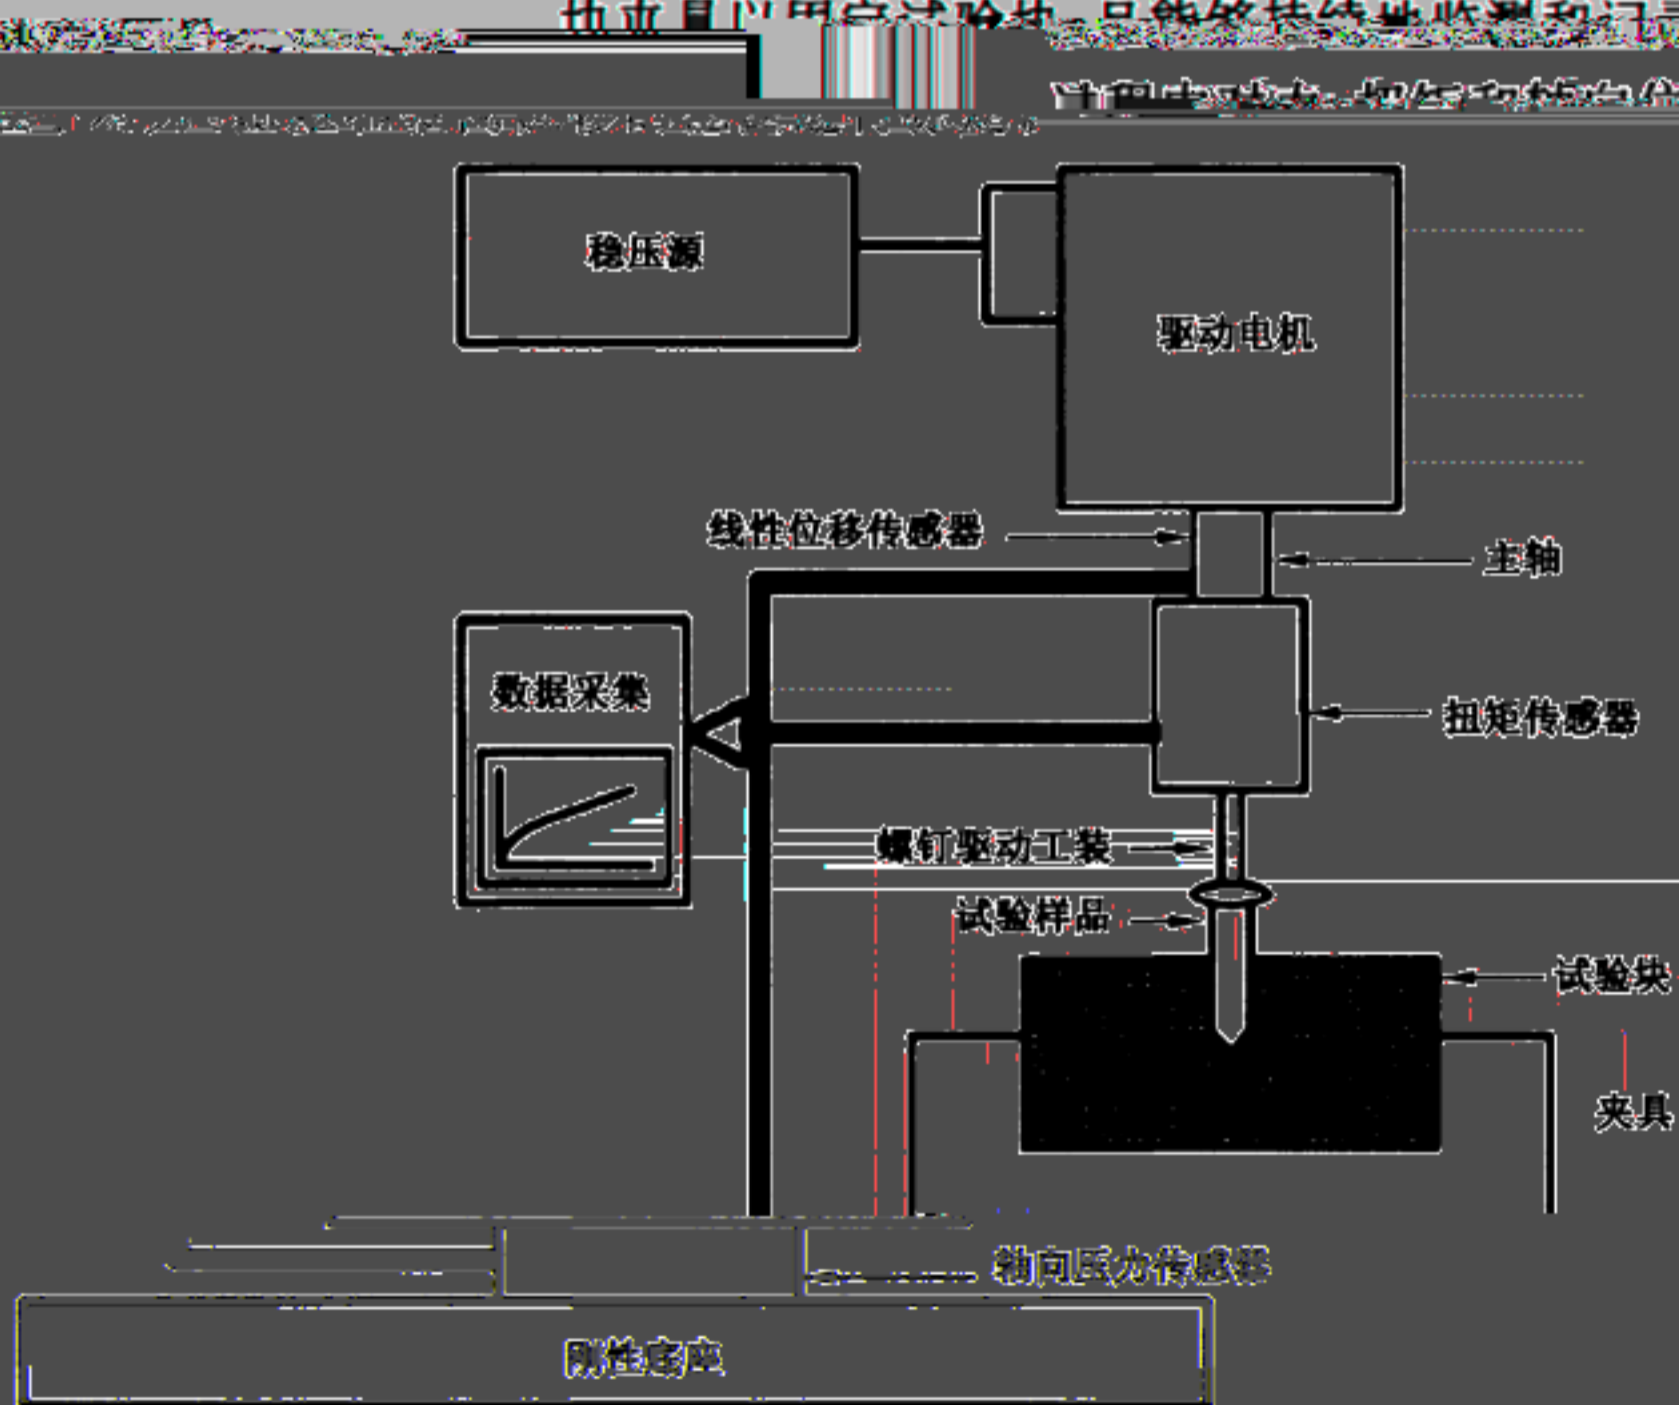 稳压源
驱动电机
线性位移传感器
主轴
数据采集
扭矩传感器
螺钉驱动工装
试验样品
试验块
夹具
轴向压力传感器
刚性底座